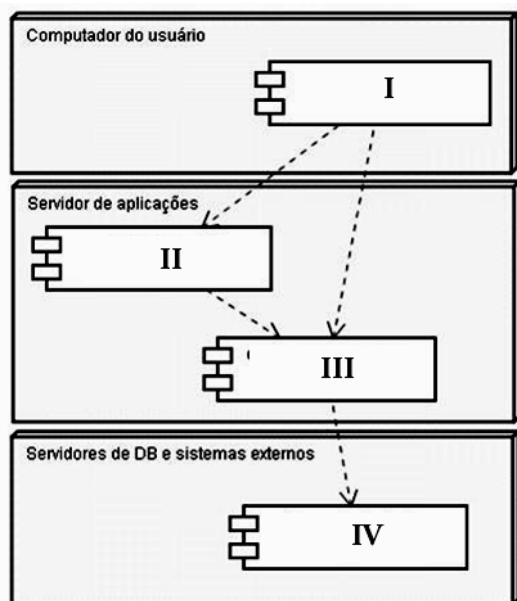 Computador do usuário
I
Servidor de aplicações
II
III
Servidores de DB e sistemas externos
IV